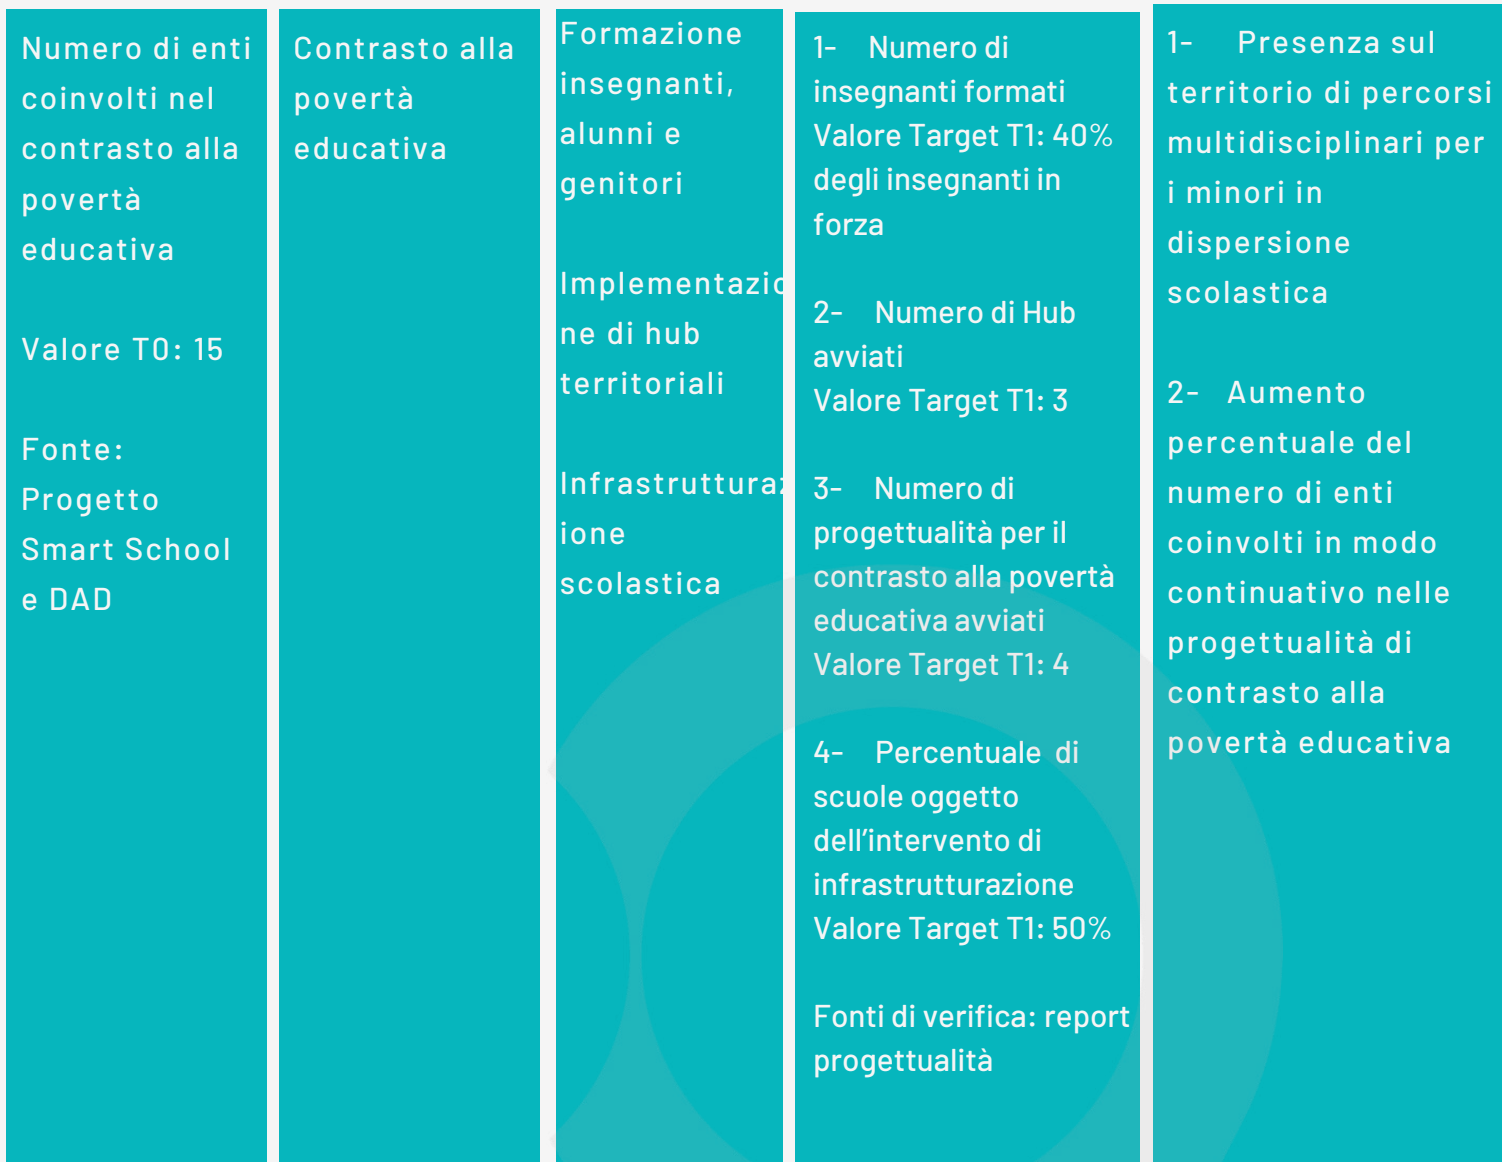 Numero di enti
coinvolti nel
contrasto alla
povertà
educativa
Valore T0: 15
Fonte:
Progetto
Smart School
e DAD
Contrasto alla
povertà
educativa
Formazione
insegnanti,
alunni e
genitori
Implementazio
ne di hub
territoriali
Infrastrutturaz
ione
scolastica
1- Numero di
insegnanti formati
Valore Target T1: 40%
degli insegnanti in
forza
2- Numero di Hub
avviati
Valore Target T1: 3
3- Numero di
progettualità per il
contrasto alla povertà
educativa avviati
Valore Target T1: 4
4- Percentuale di
scuole oggetto
dell'intervento di
infrastrutturazione
Valore Target T1: 50%
Fonti di verifica: report
progettualità
1- Presenza sul
territorio di percorsi
multidisciplinari per
i minori in
dispersione
scolastica
2- Aumento
percentuale del
numero di enti
coinvolti in modo
continuativo nelle
progettualità di
contrasto alla
povertà educativa